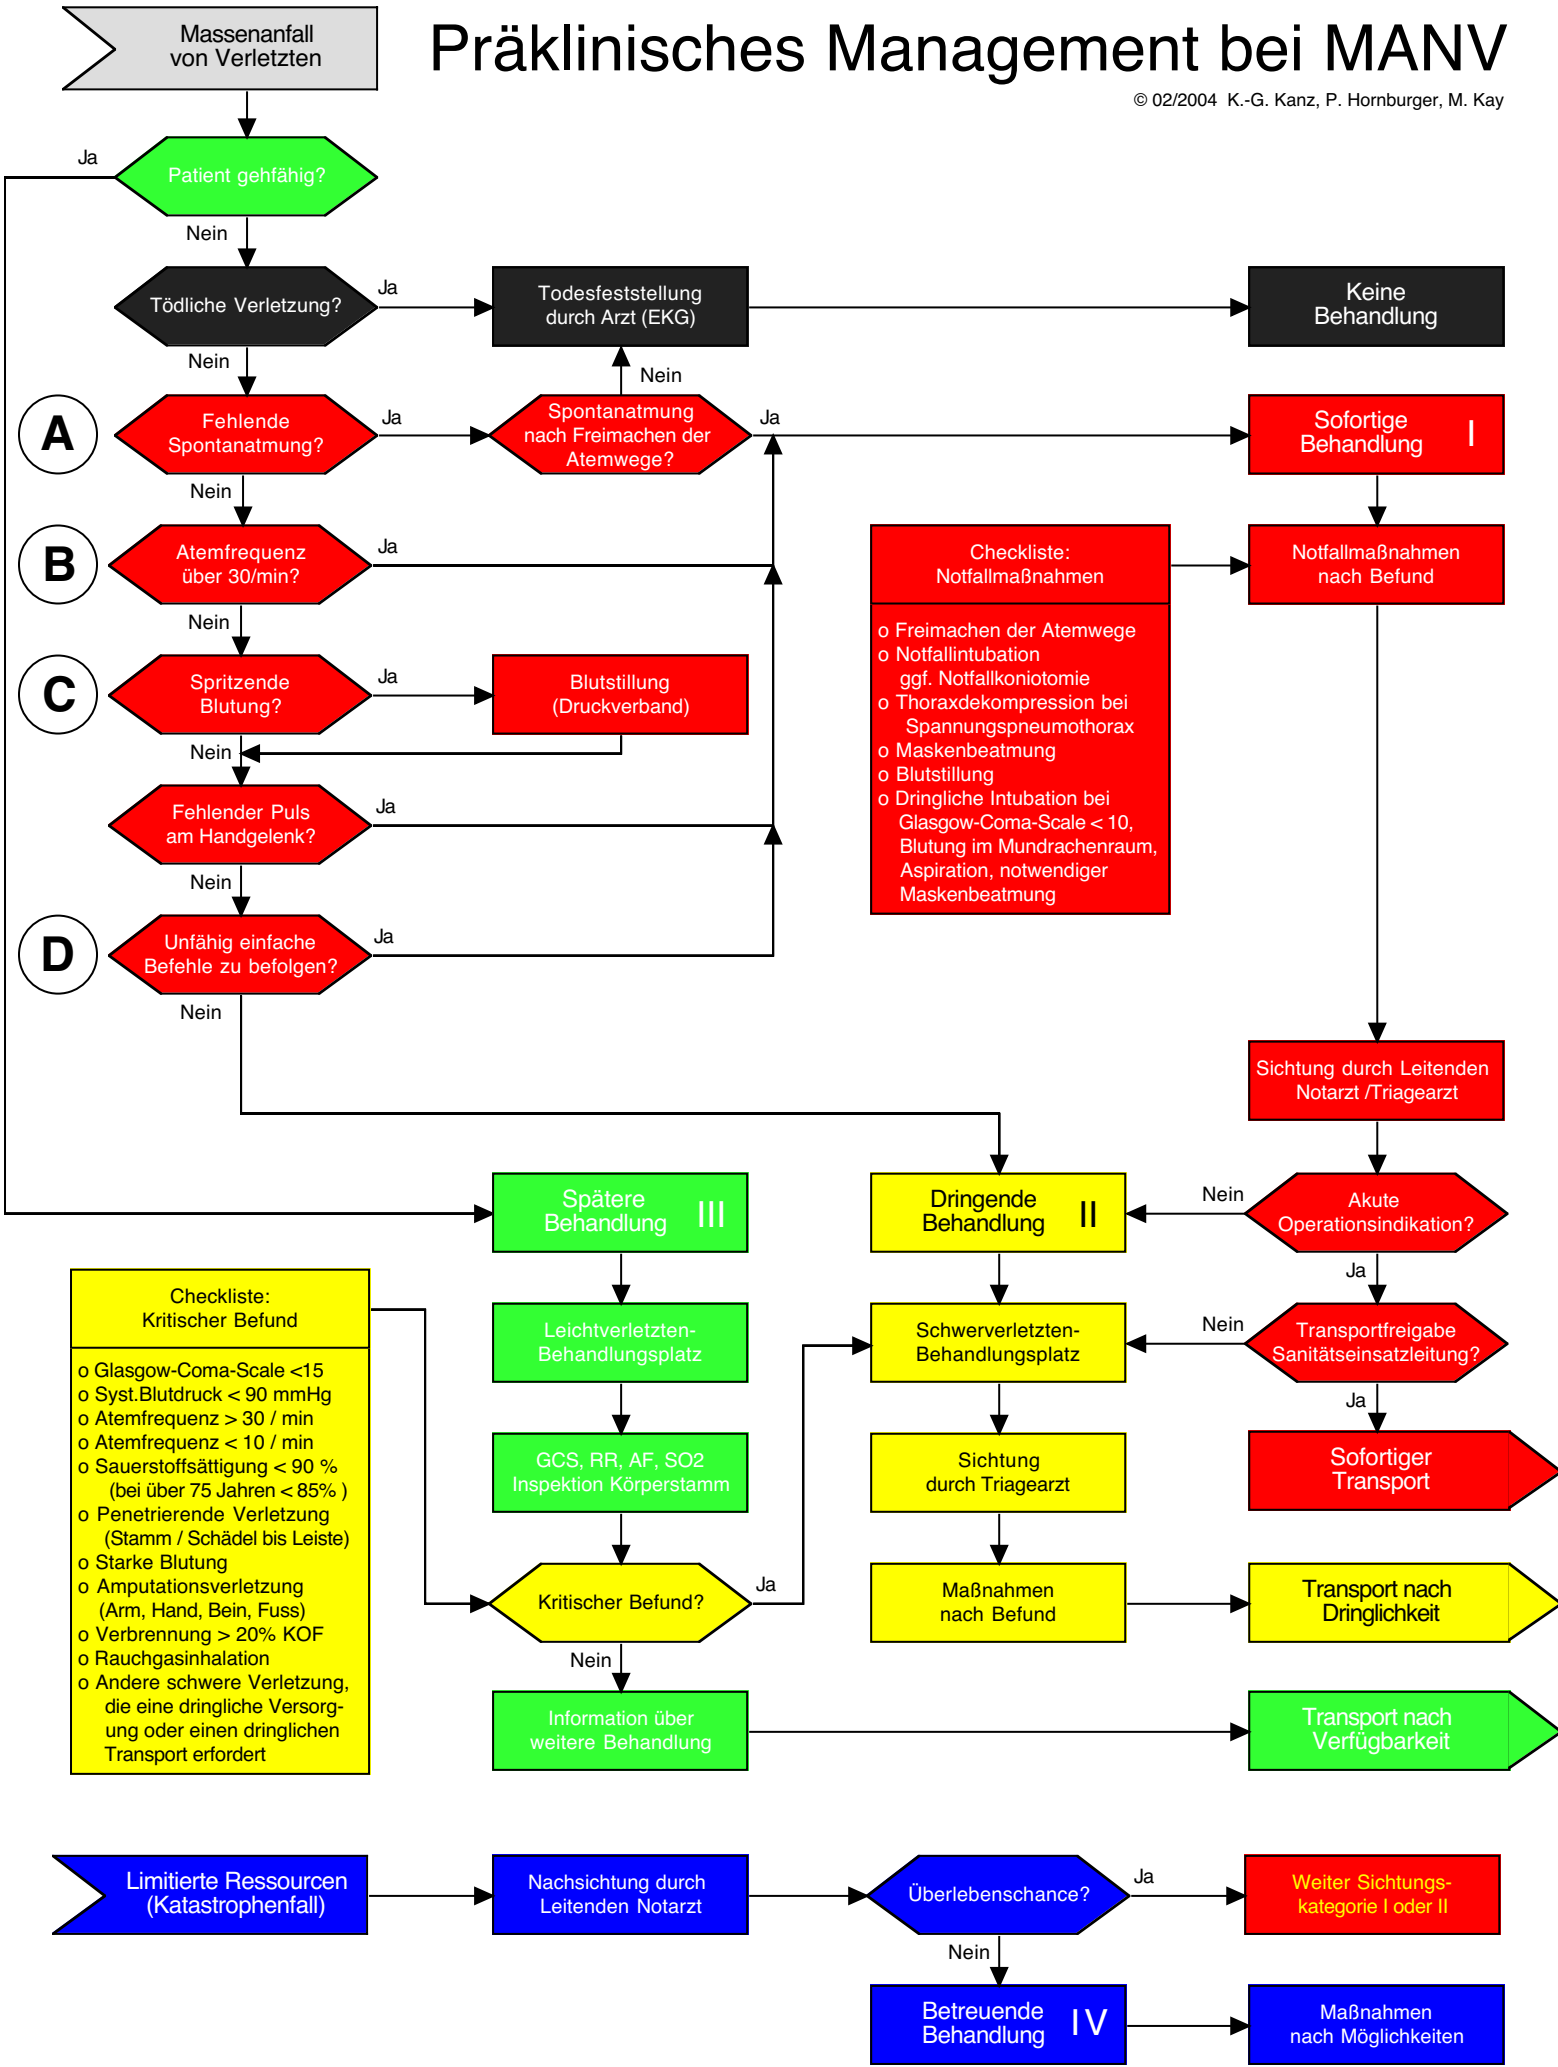 Massenanfall
von Verletzten
Präklinisches Management bei MANV
© 02/2004 K.-G. Kanz, P. Hornburger, M. Kay
Ja
Patient gehfähig?
Nein
Tödliche Verletzung?
Ja
Todesfeststellung
durch Arzt (EKG)
Keine
Behandlung
Nein
Nein
A
Fehlende
Spontanatmung?
Ja
Spontanatmung
nach Freimachen der
Atemwege?
Ja
Sofortige
Behandlung I
Nein
B
Atemfrequenz
über 30/min?
Ja
Checkliste:
Notfallmaßnahmen
Notfallmaßnahmen
nach Befund
Nein
o Freimachen der Atemwege
o Notfallintubation
ggf. Notfallkoniotomie
o Thoraxdekompression bei
Spannungspneumothorax
o Maskenbeatmung
o Blutstillung
o Dringliche Intubation bei
Glasgow-Coma-Scale < 10,
Blutung im Mundrachenraum,
Aspiration, notwendiger
Maskenbeatmung
C
Spritzende
Blutung?
Ja
Blutstillung
(Druckverband)
Nein
Fehlender Puls
am Handgelenk?
Ja
Nein
D
Unfähig einfache
Befehle zu befolgen?
Ja
Nein
Sichtung durch Leitenden
Notarzt /Triagearzt
Spätere
Behandlung III
Dringende
Behandlung II
Nein
Akute
Operationsindikation?
Ja
Checkliste:
Kritischer Befund
Leichtverletzten-
Behandlungsplatz
Schwerverletzten-
Behandlungsplatz
Nein
Transportfreigabe
Sanitätseinsatzleitung?
Ja
o Glasgow-Coma-Scale <15
o Syst.Blutdruck < 90 mmHg
o Atemfrequenz > 30 / min
o Atemfrequenz < 10 / min
o Sauerstoffsättigung < 90 %
(bei über 75 Jahren < 85% )
o Penetrierende Verletzung
(Stamm / Schädel bis Leiste)
o Starke Blutung
o Amputationsverletzung
(Arm, Hand, Bein, Fuss)
o Verbrennung > 20% KOF
o Rauchgasinhalation
o Andere schwere Verletzung,
die eine dringliche Versorg-
ung oder einen dringlichen
Transport erfordert
GCS, RR, AF, SO2
Inspektion Körperstamm
Sichtung
durch Triagearzt
Sofortiger
Transport
Kritischer Befund?
Ja
Maßnahmen
nach Befund
Transport nach
Dringlichkeit
Nein
Information über
weitere Behandlung
Transport nach
Verfügbarkeit
Limitierte Ressourcen
(Katastrophenfall)
Nachsichtung durch
Leitenden Notarzt
Überlebenschance?
Ja
Weiter Sichtungs-
kategorie I oder II
Nein
Betreuende
Behandlung IV
Maßnahmen
nach Möglichkeiten